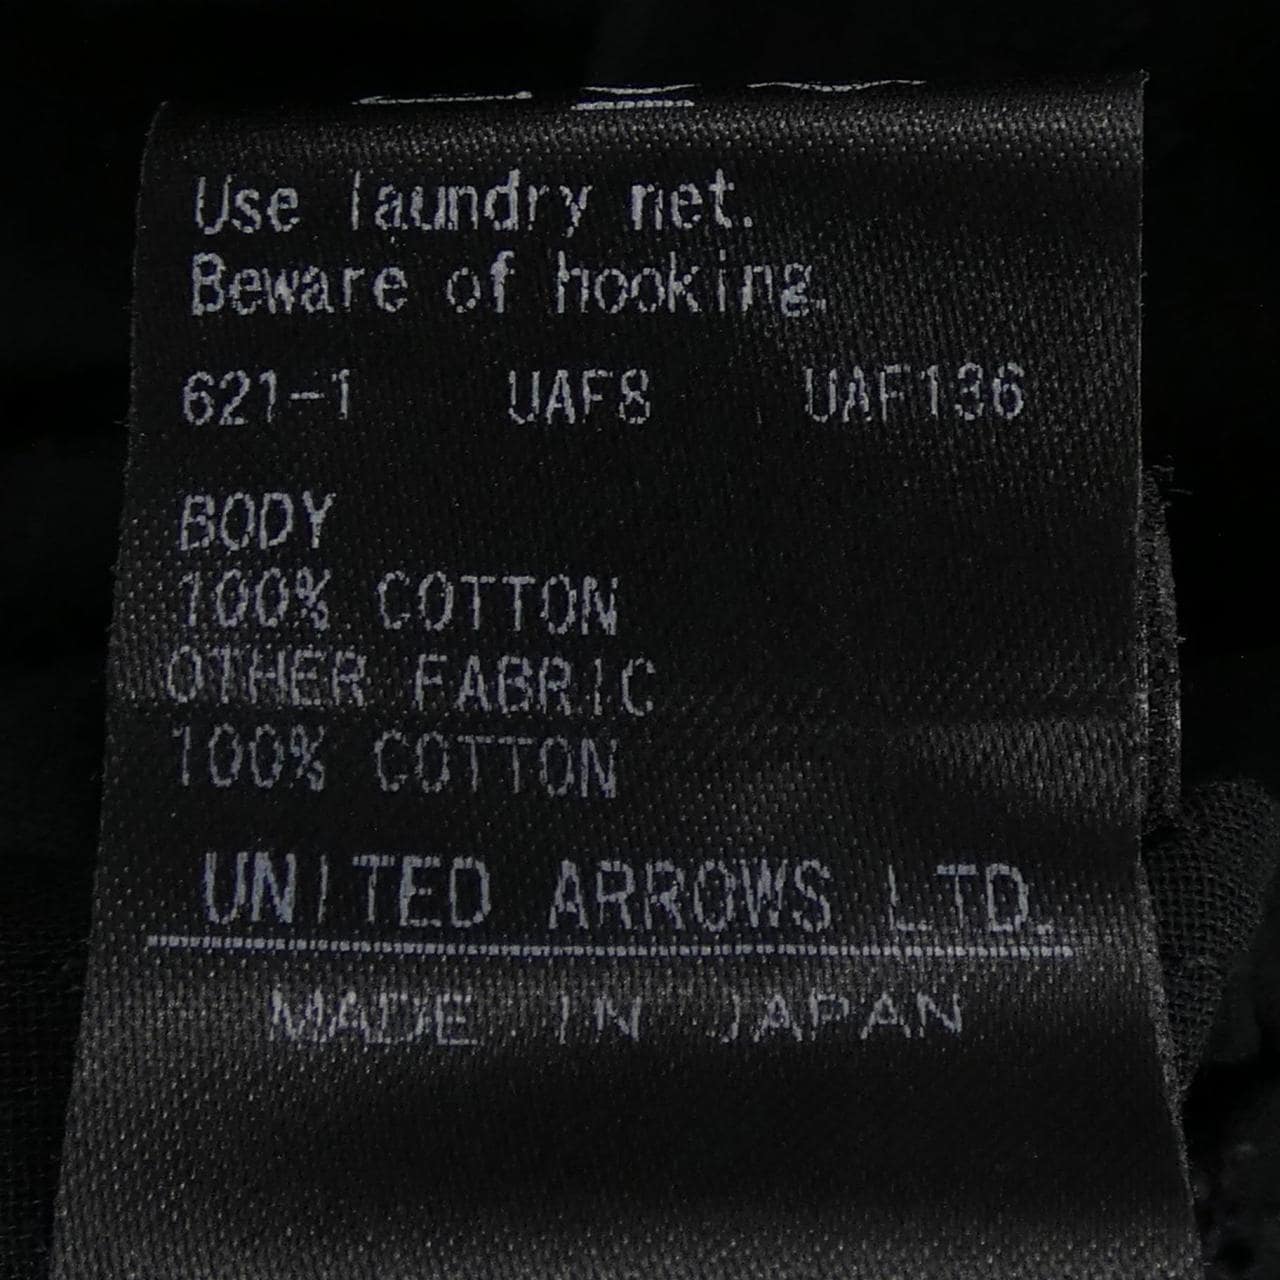 Use laundry net.
Beware of hooking.
621-1 UAF8 UAF136
BODY
100% COTTON
OTHER FABRIC
100% COTTON
UNITED ARROWS LTD.
MADE IN JAPAN